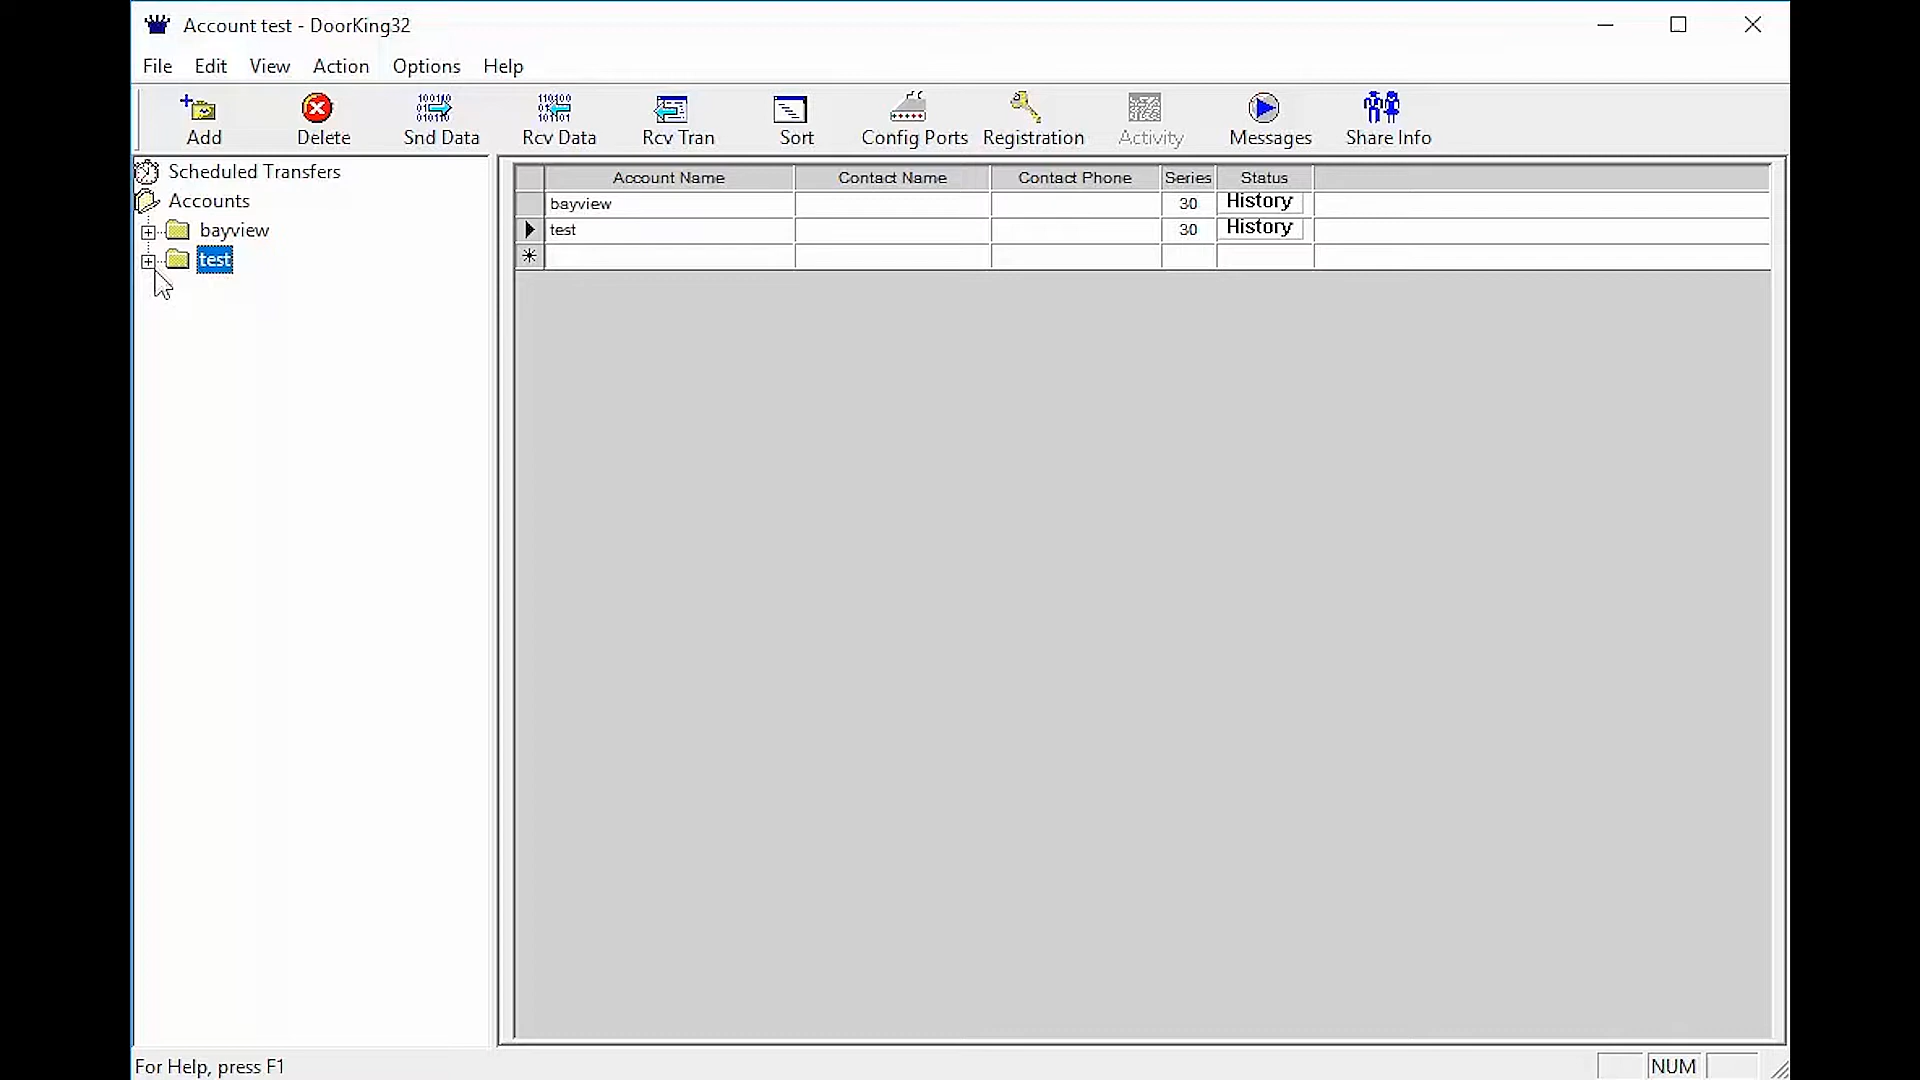 Account test - DoorKing32
File Edit View Action Options Help
Add Delete Snd Data Rcv Data Rcv Tran Sort Config Ports Registration Activity Messages Share Info
Scheduled Transfers
Accounts
bayview
test
Account Name Contact Name Contact Phone Series Status
bayview 30 History
test 30 History
For Help, press F1
NUM